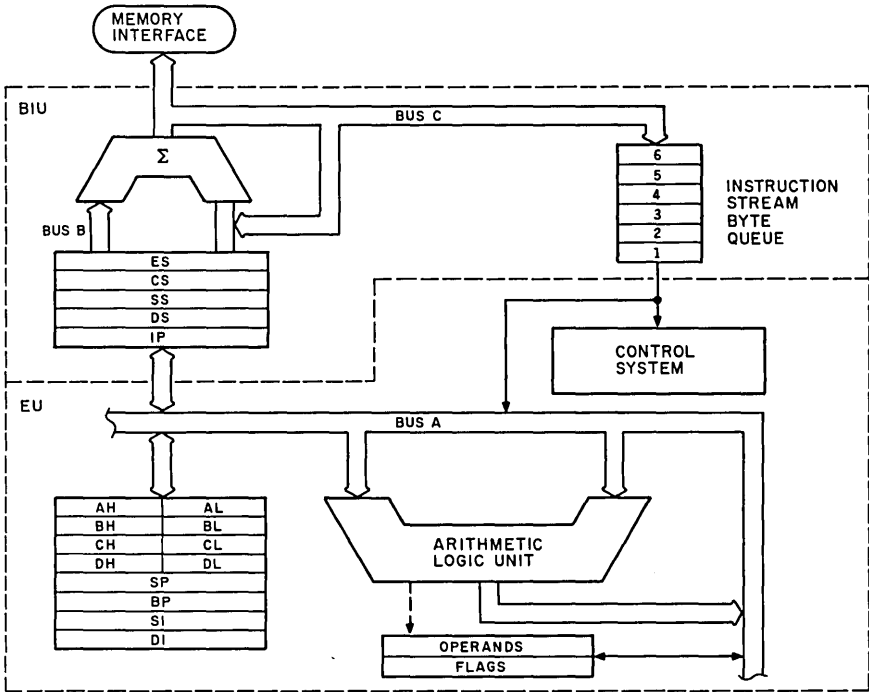 MEMORY
INTERFACE
BIU
BUS C
Σ
6
5
4
3
2
1
INSTRUCTION
STREAM
BYTE
QUEUE
BUS B
ES
CS
SS
DS
IP
CONTROL
SYSTEM
EU
BUS A
AH AL
BH BL
CH CL
DH DL
SP
BP
SI
DI
ARITHMETIC
LOGIC UNIT
OPERANDS
FLAGS